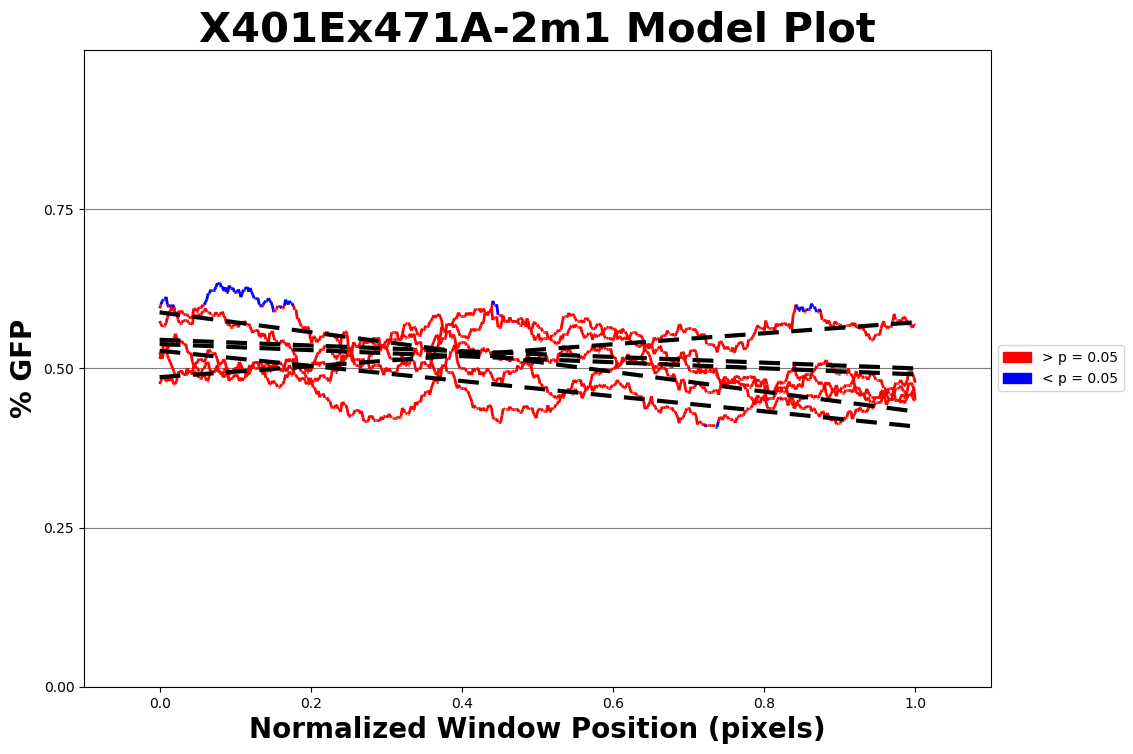 X401Ex471A-2m1 Model Plot
% GFP
0.75
0.50
0.25
0.00
0.0 0.2 0.4 0.6 0.8 1.0
Normalized Window Position (pixels)
> p = 0.05
< p = 0.05